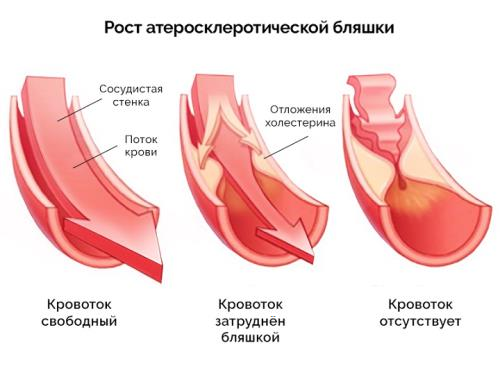 Рост атеросклеротической бляшки
Сосудистая
стенка
Поток
крови
Отложения
холестерина
Кровоток
свободный
Кровоток
затруднён
бляшкой
Кровоток
отсутствует